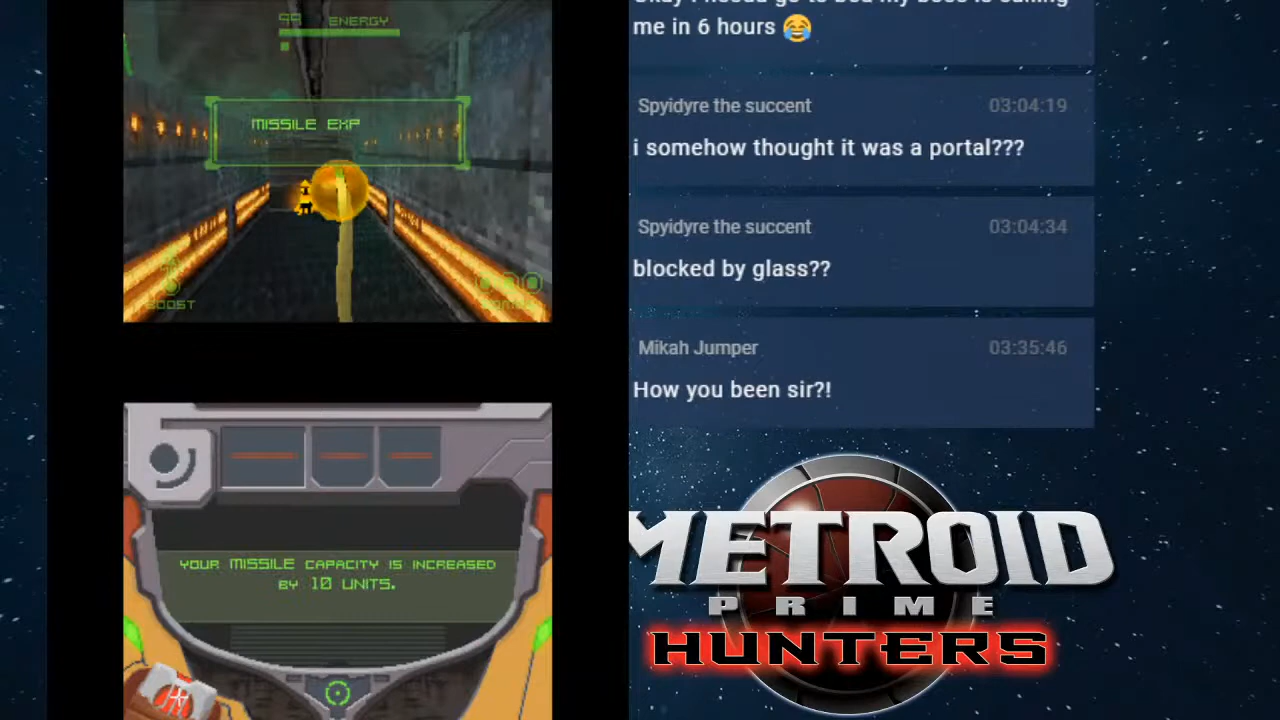 99 ENERGY
MISSILE EXP
BOOST
YOUR MISSILE CAPACITY IS INCREASED
BY 10 UNITS.
me in 6 hours 😂
Spyidyre the succent 03:04:19
i somehow thought it was a portal???
Spyidyre the succent 03:04:34
blocked by glass??
Mikah Jumper 03:35:46
How you been sir?!
METROID
PRIME
HUNTERS